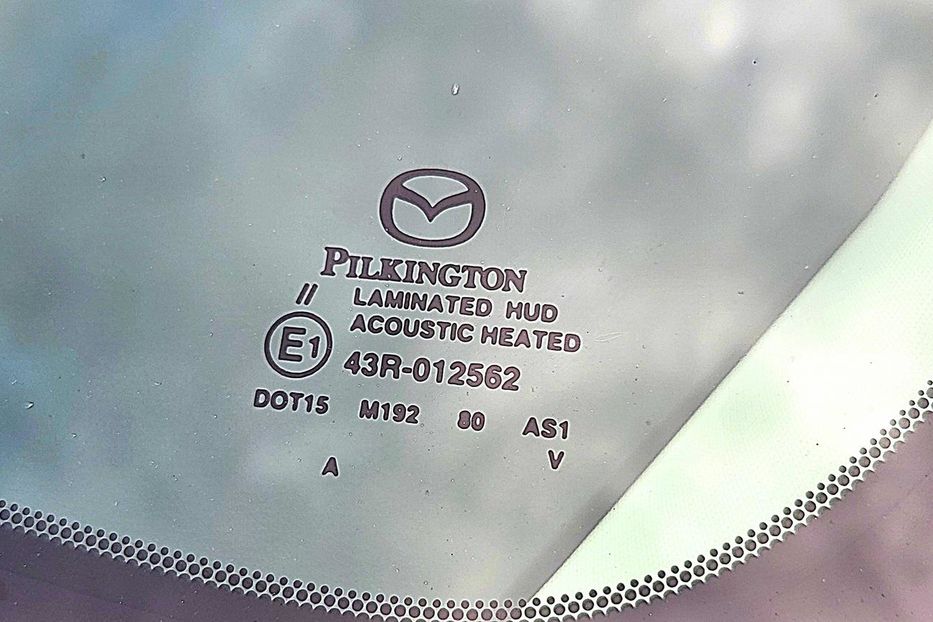 PILKINGTON
//
LAMINATED HUD
ACOUSTIC HEATED
E1
43R-012562
DOT15 M192 80 AS1
A V